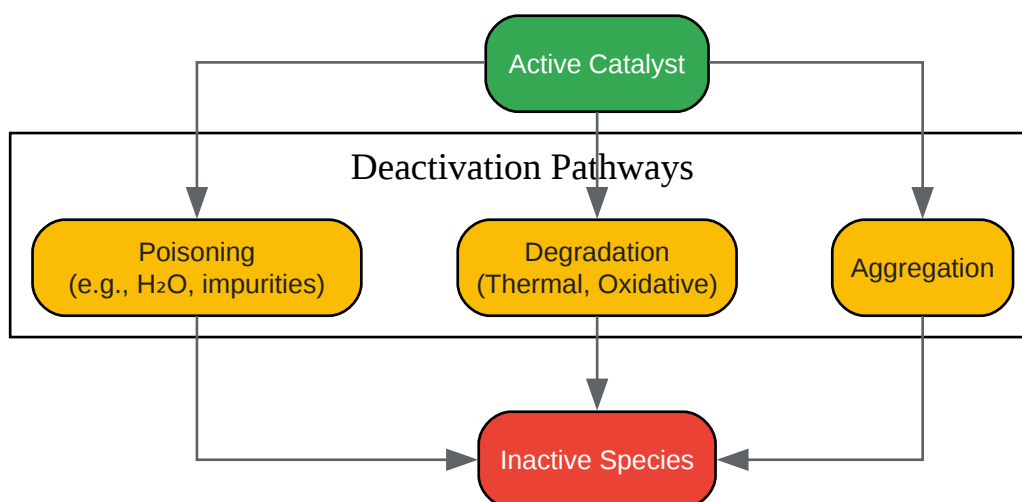 Active Catalyst
Deactivation Pathways
Poisoning
(e.g., H₂O, impurities)
Degradation
(Thermal, Oxidative)
Aggregation
Inactive Species